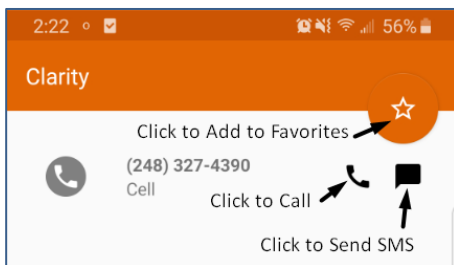 2:22 56%
Clarity
Click to Add to Favorites
(248) 327-4390
Cell
Click to Call
Click to Send SMS